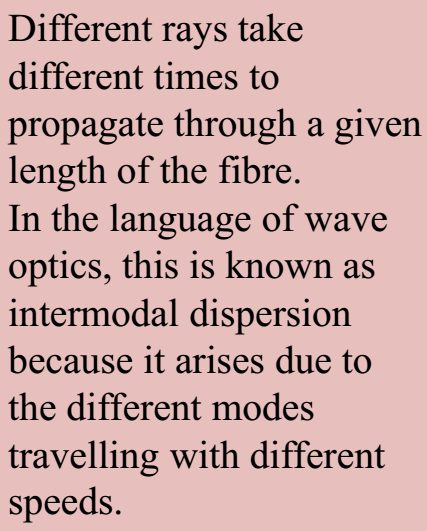 Different rays take
different times to
propagate through a given
length of the fibre.
In the language of wave
optics, this is known as
intermodal dispersion
because it arises due to
the different modes
travelling with different
speeds.